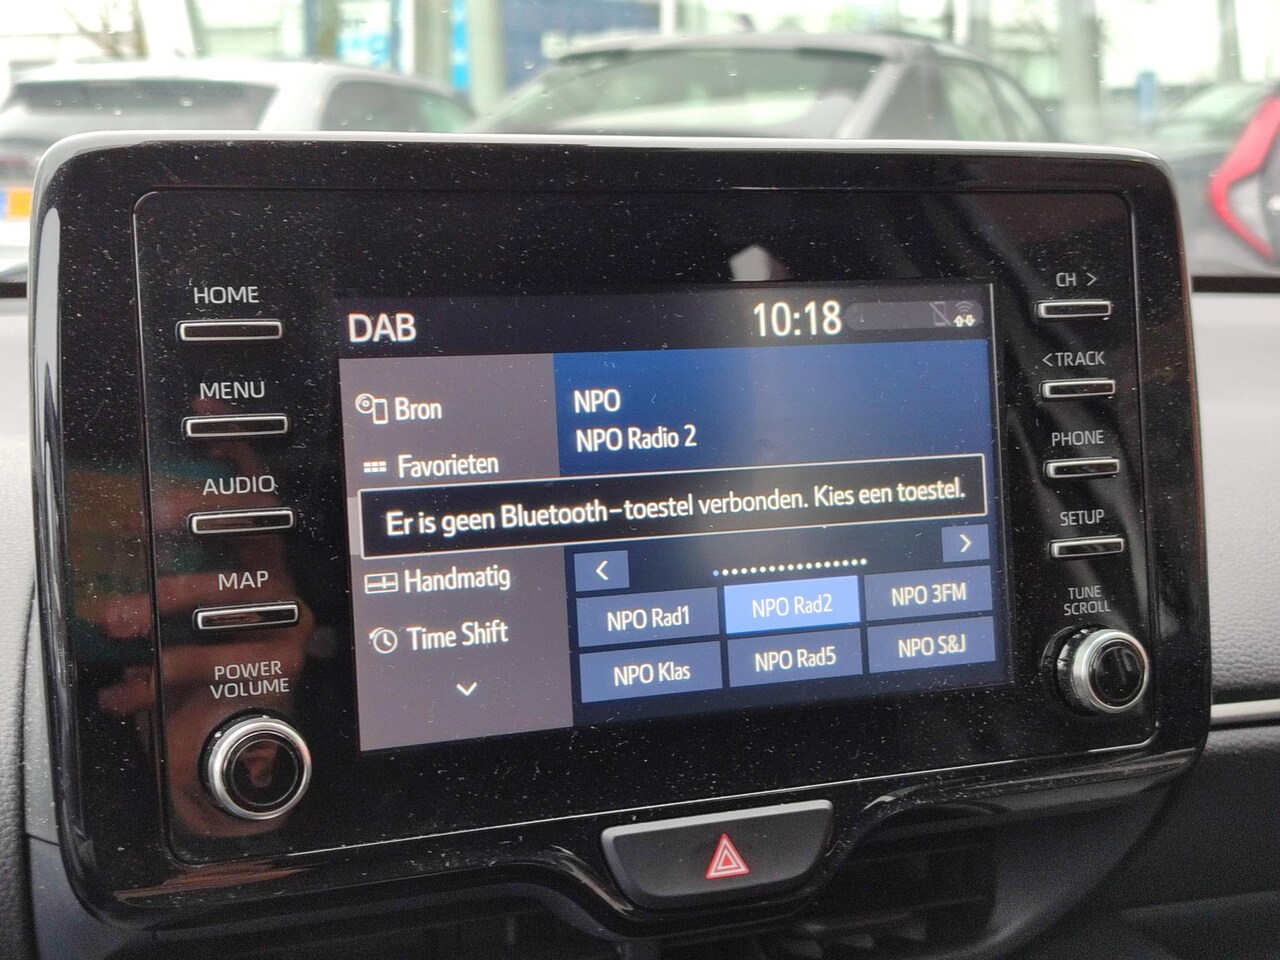 HOME
MENU
AUDIO
MAP
POWER
VOLUME
DAB
10:18
Bron
Favorieten
Handmatig
Time Shift
NPO
NPO Radio 2
Er is geen Bluetooth-toestel verbonden. Kies een toestel.
NPO Rad1
NPO Rad2
NPO 3FM
NPO Klas
NPO Rad5
NPO S&J
CH >
<TRACK
PHONE
SETUP
TUNE
SCROLL